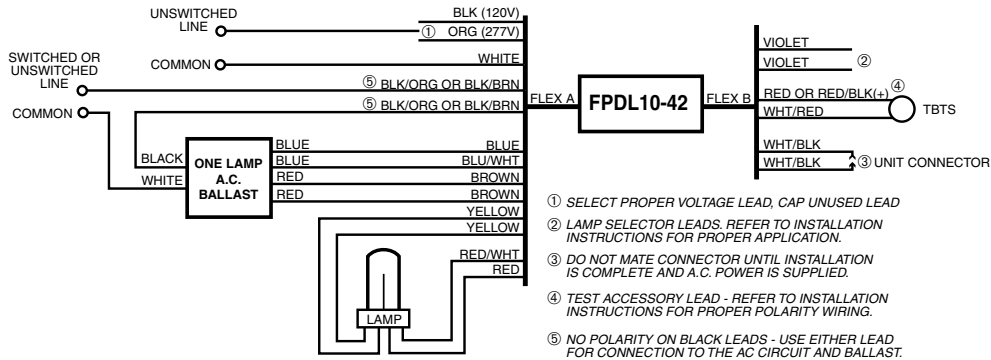 UNSWITCHED
LINE
BLK (120V)
① ORG (277V)
COMMON
WHITE
SWITCHED OR
UNSWITCHED
LINE
⑤ BLK/ORG OR BLK/BRN
COMMON
⑤ BLK/ORG OR BLK/BRN
FLEX A
FPDL10-42
FLEX B
VIOLET
VIOLET
②
RED OR RED/BLK(+)
④
WHT/RED
TBTS
WHT/BLK
WHT/BLK
③ UNIT CONNECTOR
BLACK
WHITE
ONE LAMP
A.C.
BALLAST
BLUE
BLUE
RED
RED
BLUE
BLU/WHT
BROWN
BROWN
YELLOW
YELLOW
RED/WHT
RED
LAMP
① SELECT PROPER VOLTAGE LEAD, CAP UNUSED LEAD
② LAMP SELECTOR LEADS. REFER TO INSTALLATION
INSTRUCTIONS FOR PROPER APPLICATION.
③ DO NOT MATE CONNECTOR UNTIL INSTALLATION
IS COMPLETE AND A.C. POWER IS SUPPLIED.
④ TEST ACCESSORY LEAD - REFER TO INSTALLATION
INSTRUCTIONS FOR PROPER POLARITY WIRING.
⑤ NO POLARITY ON BLACK LEADS - USE EITHER LEAD
FOR CONNECTION TO THE AC CIRCUIT AND BALLAST.